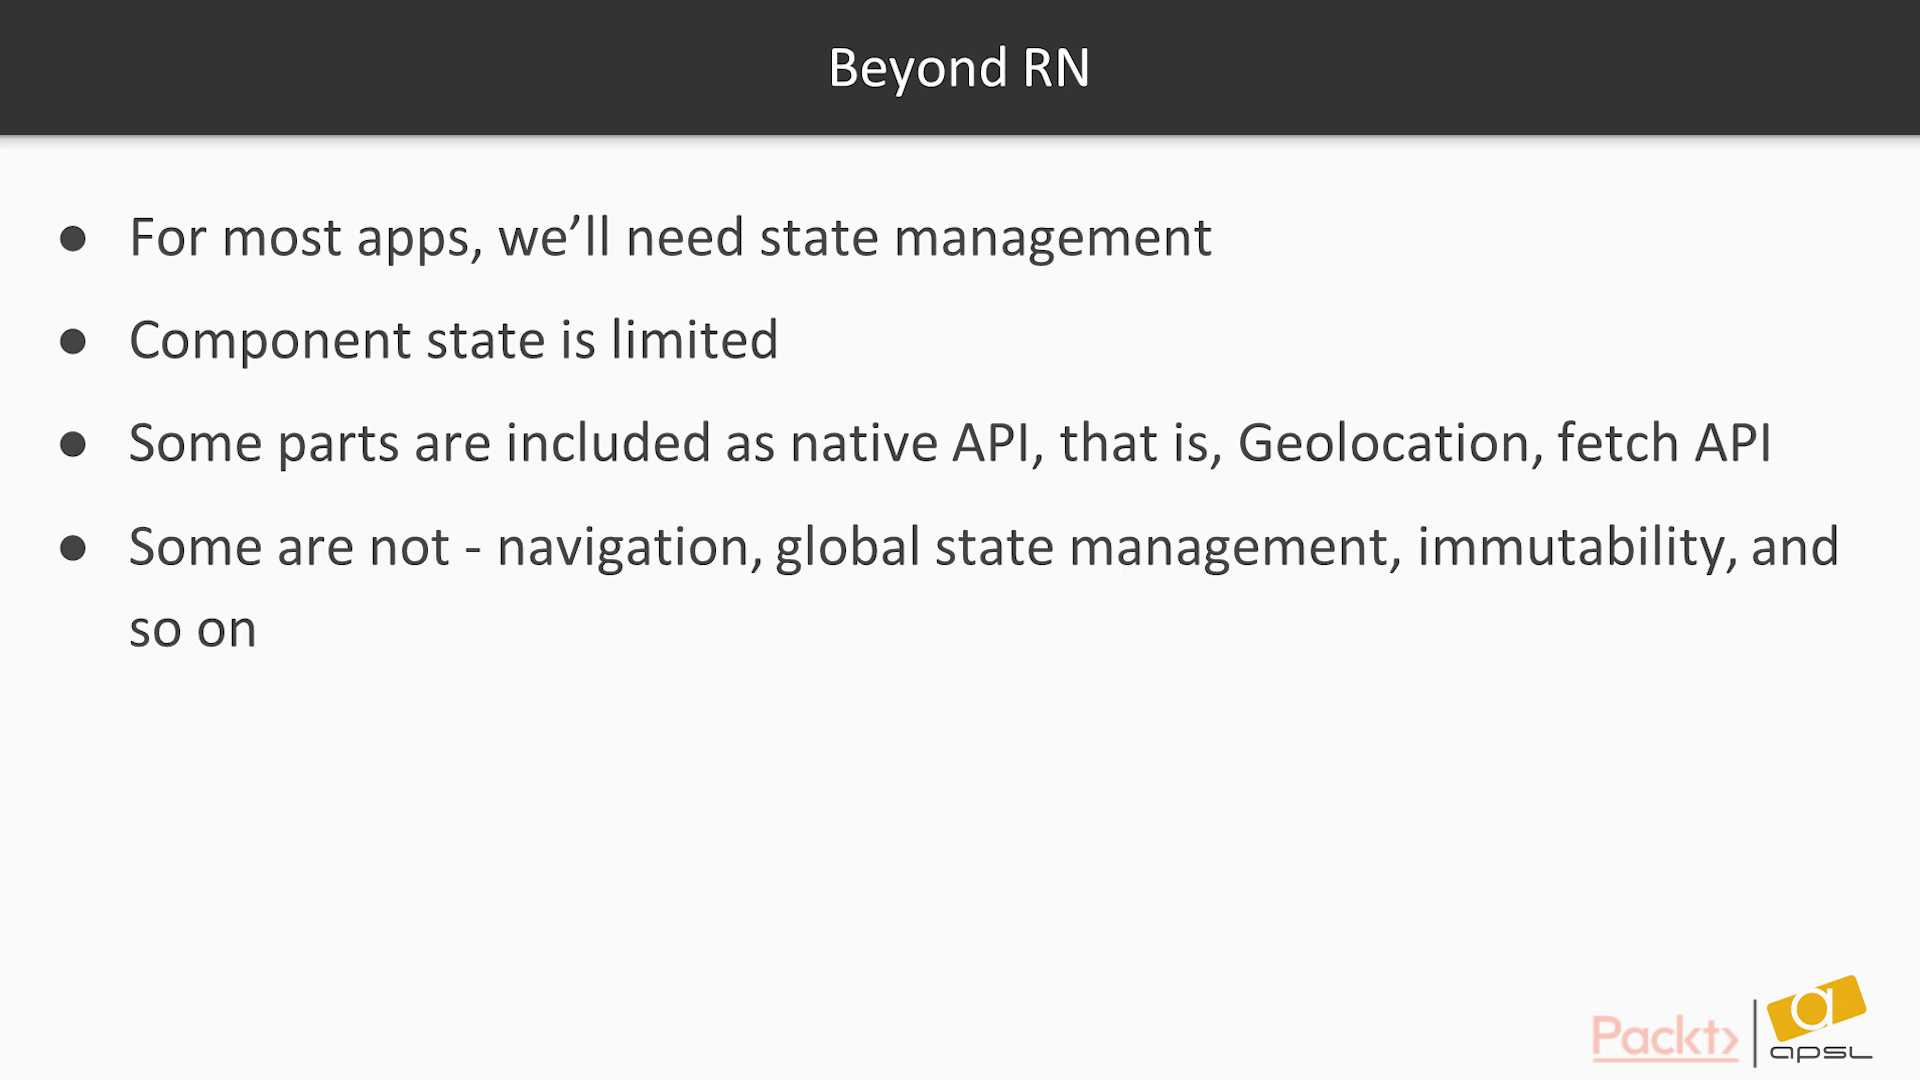 Beyond RN
● For most apps, we’ll need state management
● Component state is limited
● Some parts are included as native API, that is, Geolocation, fetch API
● Some are not - navigation, global state management, immutability, and
so on
Packt>
a
apsl